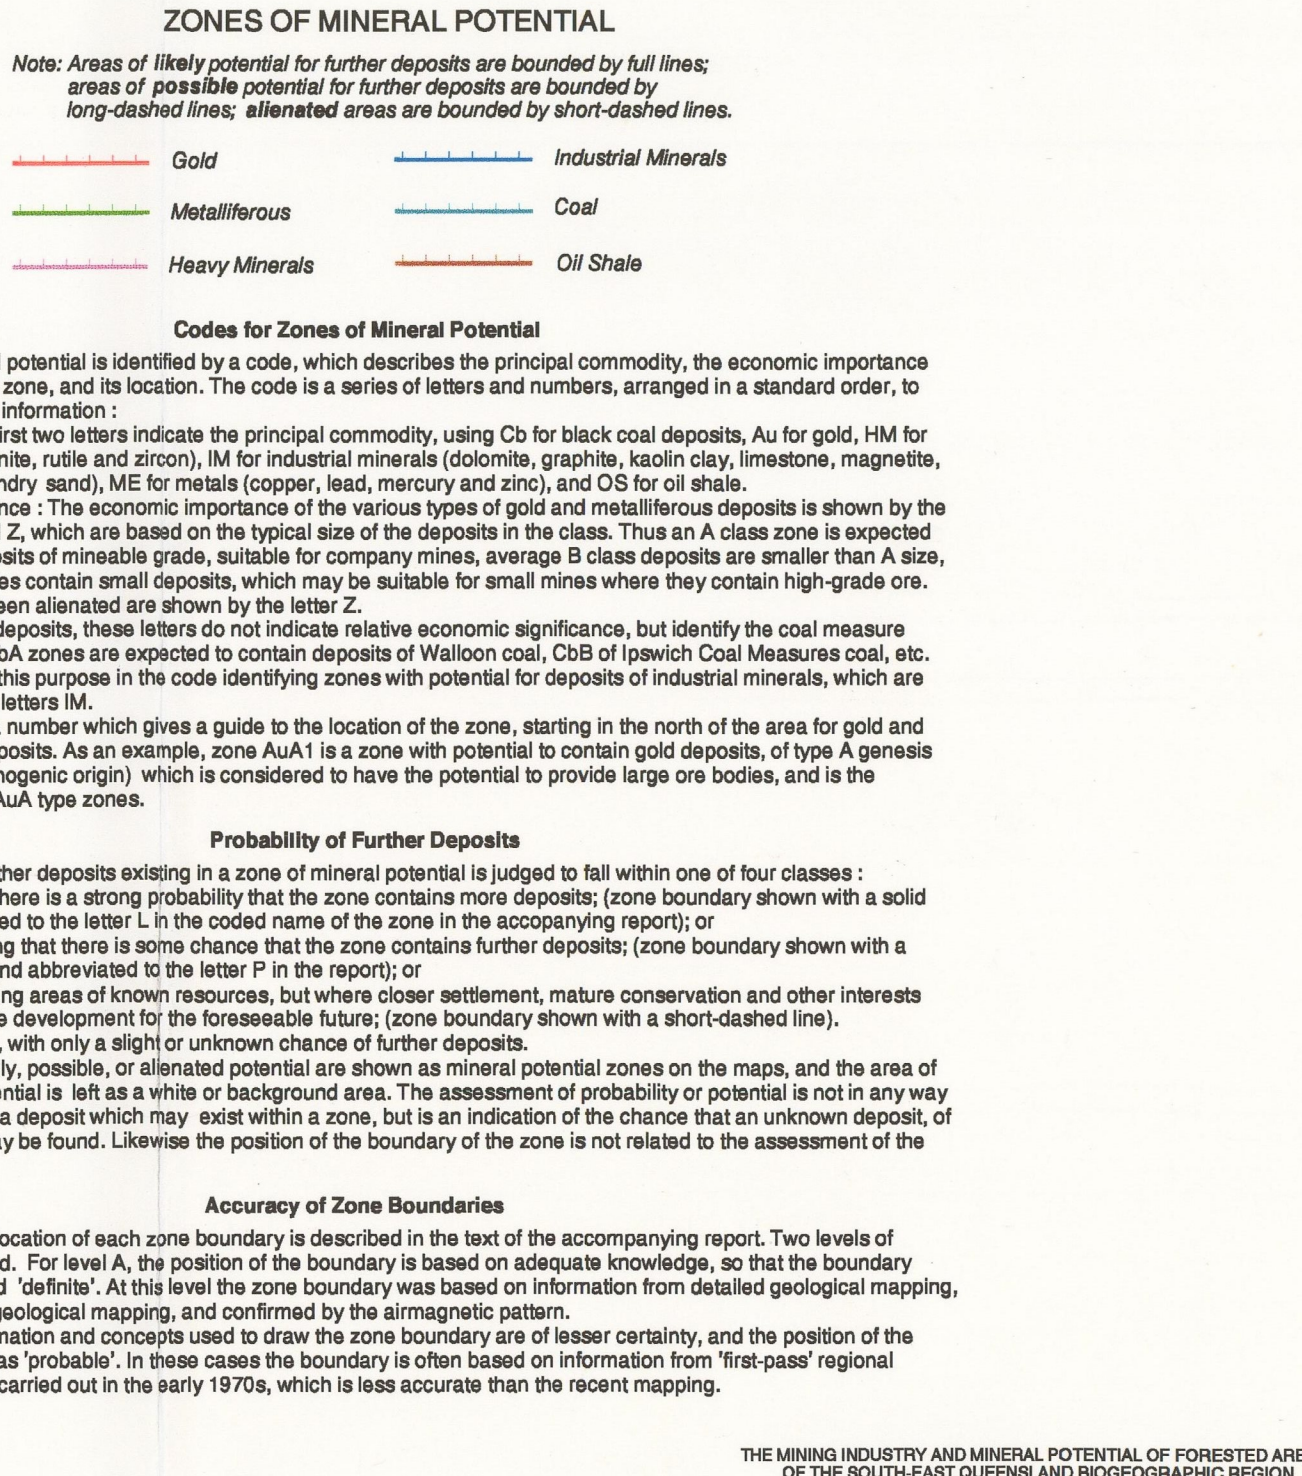 ZONES OF MINERAL POTENTIAL
Note: Areas of likely potential for further deposits are bounded by full lines;
areas of possible potential for further deposits are bounded by
long-dashed lines; alienated areas are bounded by short-dashed lines.
Gold
Industrial Minerals
Metalliferous
Coal
Heavy Minerals
Oil Shale
Codes for Zones of Mineral Potential
potential is identified by a code, which describes the principal commodity, the economic importance
zone, and its location. The code is a series of letters and numbers, arranged in a standard order, to
information :
irst two letters indicate the principal commodity, using Cb for black coal deposits, Au for gold, HM for
nite, rutile and zircon), IM for industrial minerals (dolomite, graphite, kaolin clay, limestone, magnetite,
ndry sand), ME for metals (copper, lead, mercury and zinc), and OS for oil shale.
nce : The economic importance of the various types of gold and metalliferous deposits is shown by the
Z, which are based on the typical size of the deposits in the class. Thus an A class zone is expected
sits of mineable grade, suitable for company mines, average B class deposits are smaller than A size,
es contain small deposits, which may be suitable for small mines where they contain high-grade ore.
een alienated are shown by the letter Z.
deposits, these letters do not indicate relative economic significance, but identify the coal measure
bA zones are expected to contain deposits of Walloon coal, CbB of Ipswich Coal Measures coal, etc.
this purpose in the code identifying zones with potential for deposits of industrial minerals, which are
letters IM.
number which gives a guide to the location of the zone, starting in the north of the area for gold and
posits. As an example, zone AuA1 is a zone with potential to contain gold deposits, of type A genesis
nogenic origin) which is considered to have the potential to provide large ore bodies, and is the
AuA type zones.
Probability of Further Deposits
ther deposits existing in a zone of mineral potential is judged to fall within one of four classes :
here is a strong probability that the zone contains more deposits; (zone boundary shown with a solid
ed to the letter L in the coded name of the zone in the accopanying report); or
ng that there is some chance that the zone contains further deposits; (zone boundary shown with a
nd abbreviated to the letter P in the report); or
ng areas of known resources, but where closer settlement, mature conservation and other interests
e development for the foreseeable future; (zone boundary shown with a short-dashed line).
, with only a slight or unknown chance of further deposits.
ly, possible, or alienated potential are shown as mineral potential zones on the maps, and the area of
ntial is left as a white or background area. The assessment of probability or potential is not in any way
a deposit which may exist within a zone, but is an indication of the chance that an unknown deposit, of
y be found. Likewise the position of the boundary of the zone is not related to the assessment of the
Accuracy of Zone Boundaries
ocation of each zone boundary is described in the text of the accompanying report. Two levels of
d. For level A, the position of the boundary is based on adequate knowledge, so that the boundary
d 'definite'. At this level the zone boundary was based on information from detailed geological mapping,
geological mapping, and confirmed by the airmagnetic pattern.
mation and concepts used to draw the zone boundary are of lesser certainty, and the position of the
as 'probable'. In these cases the boundary is often based on information from 'first-pass' regional
carried out in the early 1970s, which is less accurate than the recent mapping.
THE MINING INDUSTRY AND MINERAL POTENTIAL OF FORESTED ARE
OF THE SOUTH-EAST QUEENSLAND BIOGEOGRAPHIC REGION